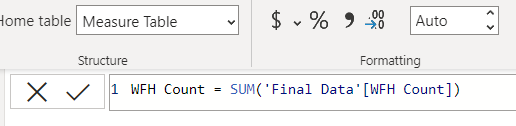 Home table Measure Table $ % , .00 →.0 Auto
Structure Formatting
1 WFH Count = SUM('Final Data'[WFH Count])